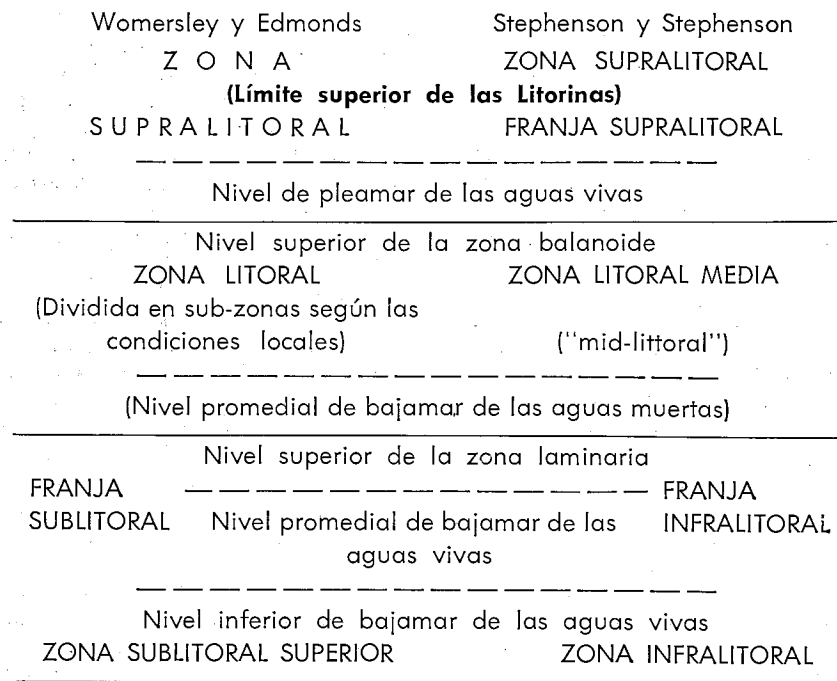 Womersley y Edmonds Stephenson y Stephenson
Z O N A ZONA SUPRALITORAL
(Límite superior de las Litorinas)
S U P R A L I T O R A L FRANJA SUPRALITORAL
Nivel de pleamar de las aguas vivas
Nivel superior de la zona balanoide
ZONA LITORAL ZONA LITORAL MEDIA
(Dividida en sub-zonas según las
condiciones locales) ("mid-littoral")
(Nivel promedial de bajamar de las aguas muertas)
Nivel superior de la zona laminaria
FRANJA FRANJA
SUBLITORAL Nivel promedial de bajamar de las INFRALITORAL
aguas vivas
Nivel inferior de bajamar de las aguas vivas
ZONA SUBLITORAL SUPERIOR ZONA INFRALITORAL